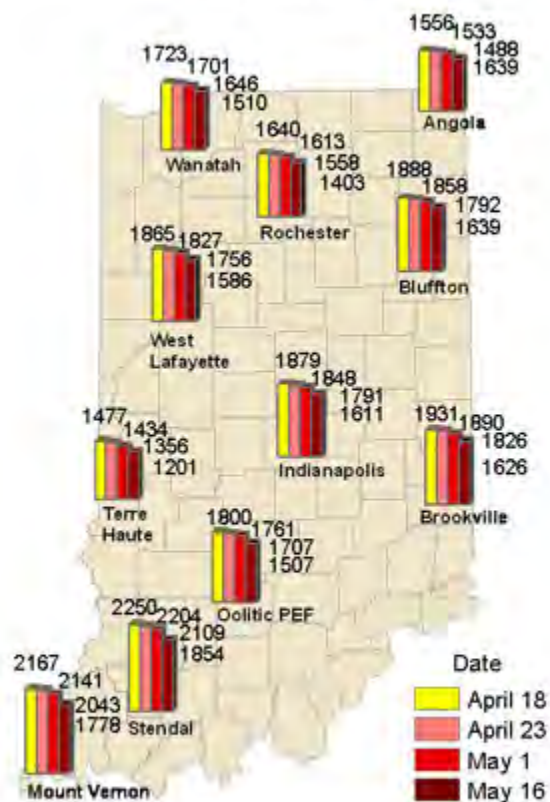 1556
1533
1488
1639
Angola
1723
1701
1646
1510
Wanatah
1640
1613
1558
1403
Rochester
1888
1858
1792
1639
Bluffton
1865
1827
1756
1586
West
Lafayette
1879
1848
1791
1611
Indianapolis
1477
1434
1356
1201
Terre
Haute
1931
1890
1826
1626
Brookville
1800
1761
1707
1507
Oolitic PEF
2250
2204
2109
1854
Stendal
2167
2141
2043
1778
Mount Vernon
Date
April 18
April 23
May 1
May 16